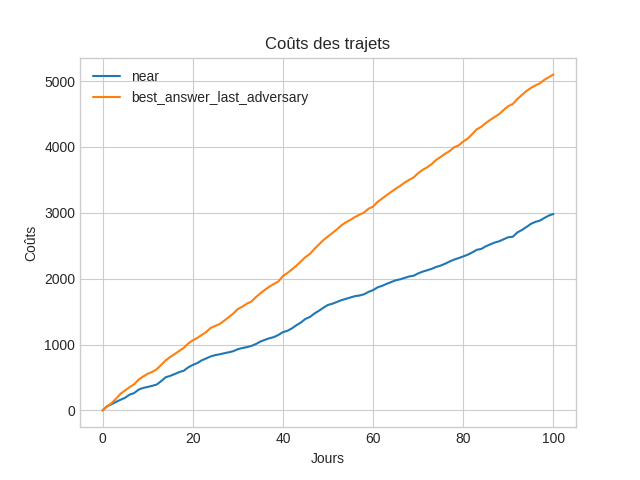 Coûts des trajets
near
best_answer_last_adversary
5000
4000
3000
2000
1000
0
Coûts
0 20 40 60 80 100
Jours